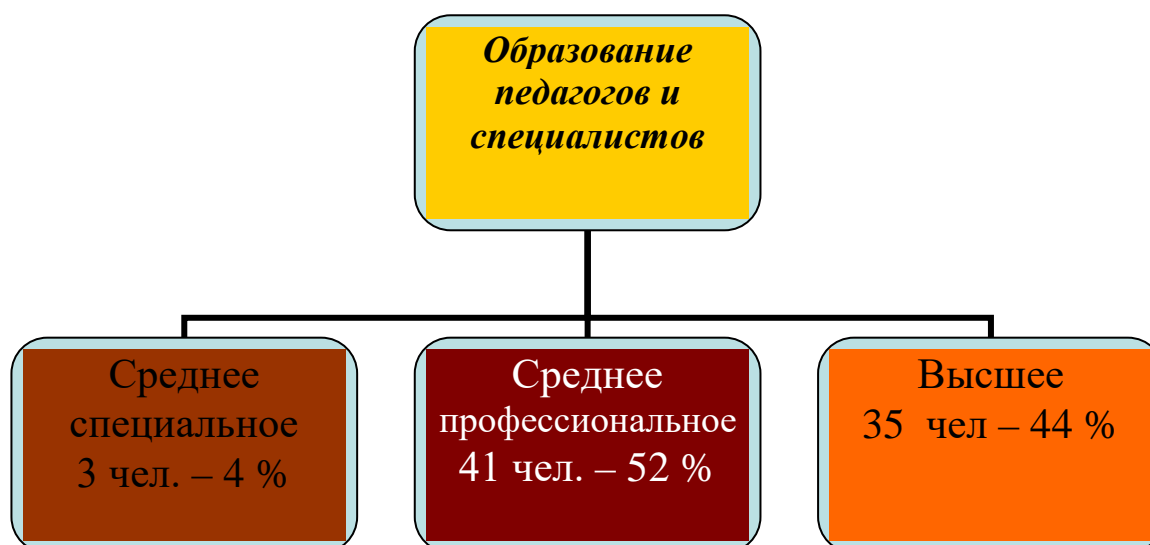 Образование
педагогов и
специалистов
Среднее
специальное
3 чел. – 4 %
Среднее
профессиональное
41 чел. – 52 %
Высшее
35  чел – 44 %